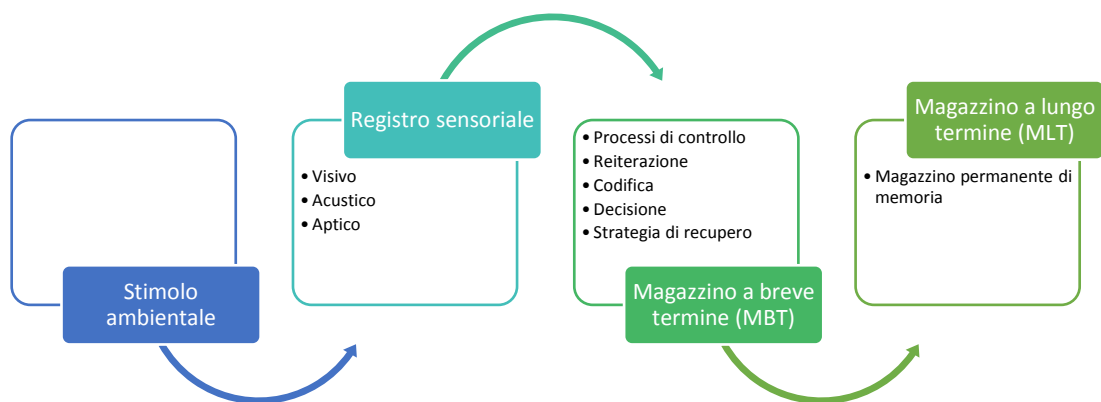 Stimolo
ambientale
Registro sensoriale
• Visivo
• Acustico
• Aptico
• Processi di controllo
• Reiterazione
• Codifica
• Decisione
• Strategia di recupero
Magazzino a breve
termine (MBT)
Magazzino a lungo
termine (MLT)
• Magazzino permanente di
memoria